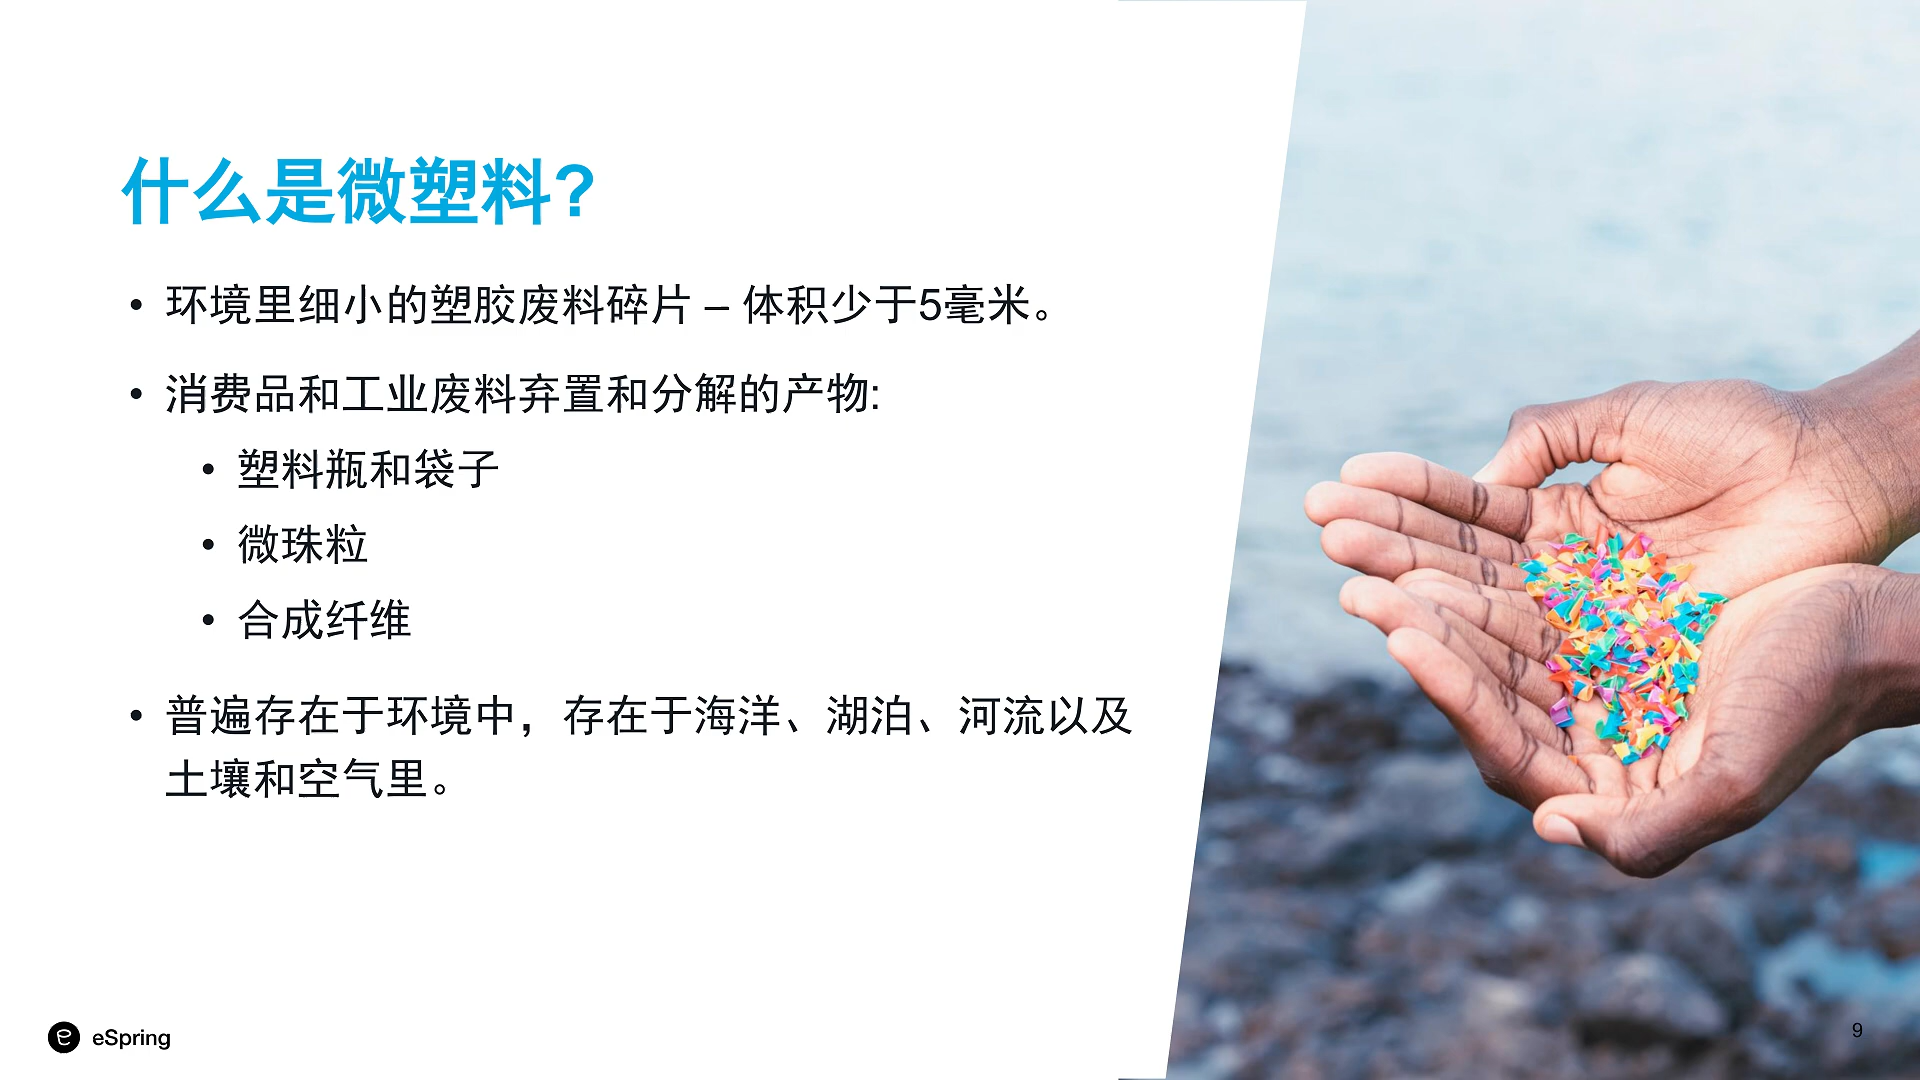 什么是微塑料?
• 环境里细小的塑胶废料碎片 – 体积少于5毫米。
• 消费品和工业废料弃置和分解的产物:
• 塑料瓶和袋子
• 微珠粒
• 合成纤维
• 普遍存在于环境中，存在于海洋、湖泊、河流以及
土壤和空气里。
eSpring
9